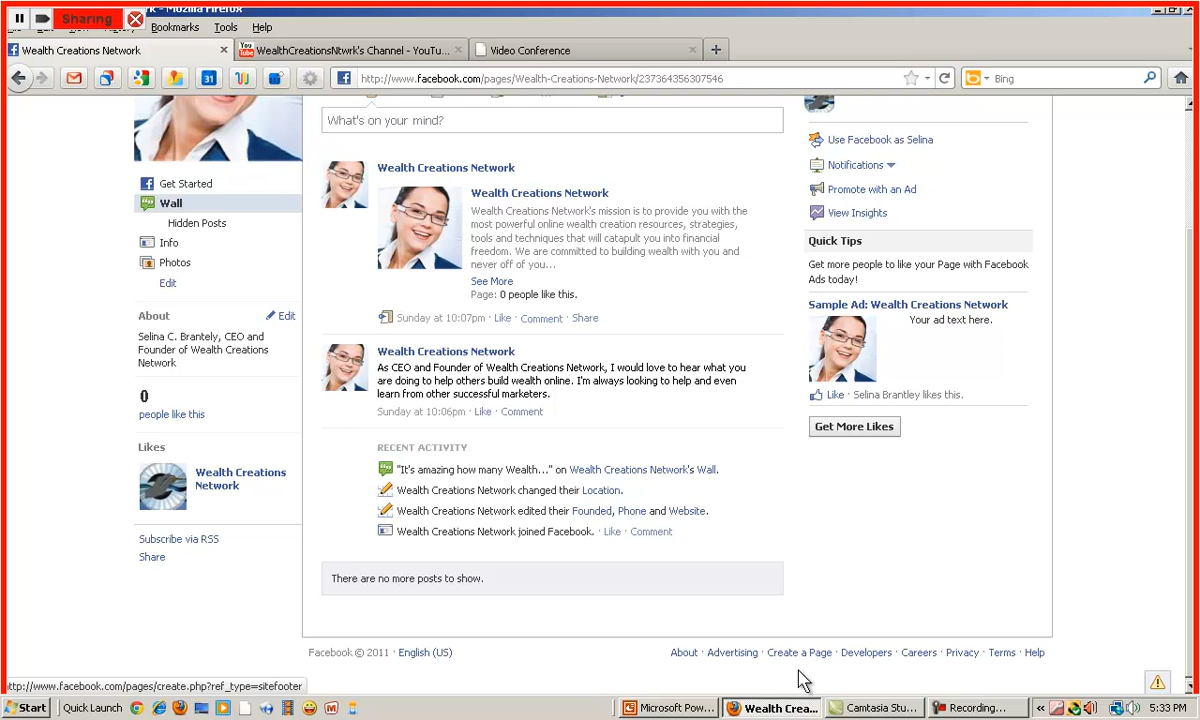 Sharing
Mozilla Firefox
Bookmarks Tools Help
Wealth Creations Network
WealthCreationsNtwrk's Channel - YouTu...
Video Conference
http://www.facebook.com/pages/Wealth-Creations-Network/237364356307546
Bing
31
What's on your mind?
Use Facebook as Selina
Notifications
Promote with an Ad
View Insights
Quick Tips
Get more people to like your Page with Facebook
Ads today!
Sample Ad: Wealth Creations Network
Your ad text here.
Like · Selina Brantley likes this.
Get More Likes
Get Started
Wall
Hidden Posts
Info
Photos
Edit
About
Edit
Selina C. Brantely, CEO and
Founder of Wealth Creations
Network
0
people like this
Likes
Wealth Creations
Network
Subscribe via RSS
Share
Wealth Creations Network
Wealth Creations Network
Wealth Creations Network's mission is to provide you with the
most powerful online wealth creation resources, strategies,
tools and techniques that will catapult you into financial
freedom. We are committed to building wealth with you and
never off of you...
See More
Page: 0 people like this.
Sunday at 10:07pm · Like · Comment · Share
Wealth Creations Network
As CEO and Founder of Wealth Creations Network, I would love to hear what you
are doing to help others build wealth online. I'm always looking to help and even
learn from other successful marketers.
Sunday at 10:06pm · Like · Comment
RECENT ACTIVITY
"It's amazing how many Wealth..." on Wealth Creations Network's Wall.
Wealth Creations Network changed their Location.
Wealth Creations Network edited their Founded, Phone and Website.
Wealth Creations Network joined Facebook. · Like · Comment
There are no more posts to show.
Facebook © 2011 · English (US)
About · Advertising · Create a Page · Developers · Careers · Privacy · Terms · Help
http://www.facebook.com/pages/create.php?ref_type=sitefooter
Start
Quick Launch
Microsoft Pow...
Wealth Crea...
Camtasia Stu...
Recording...
5:33 PM